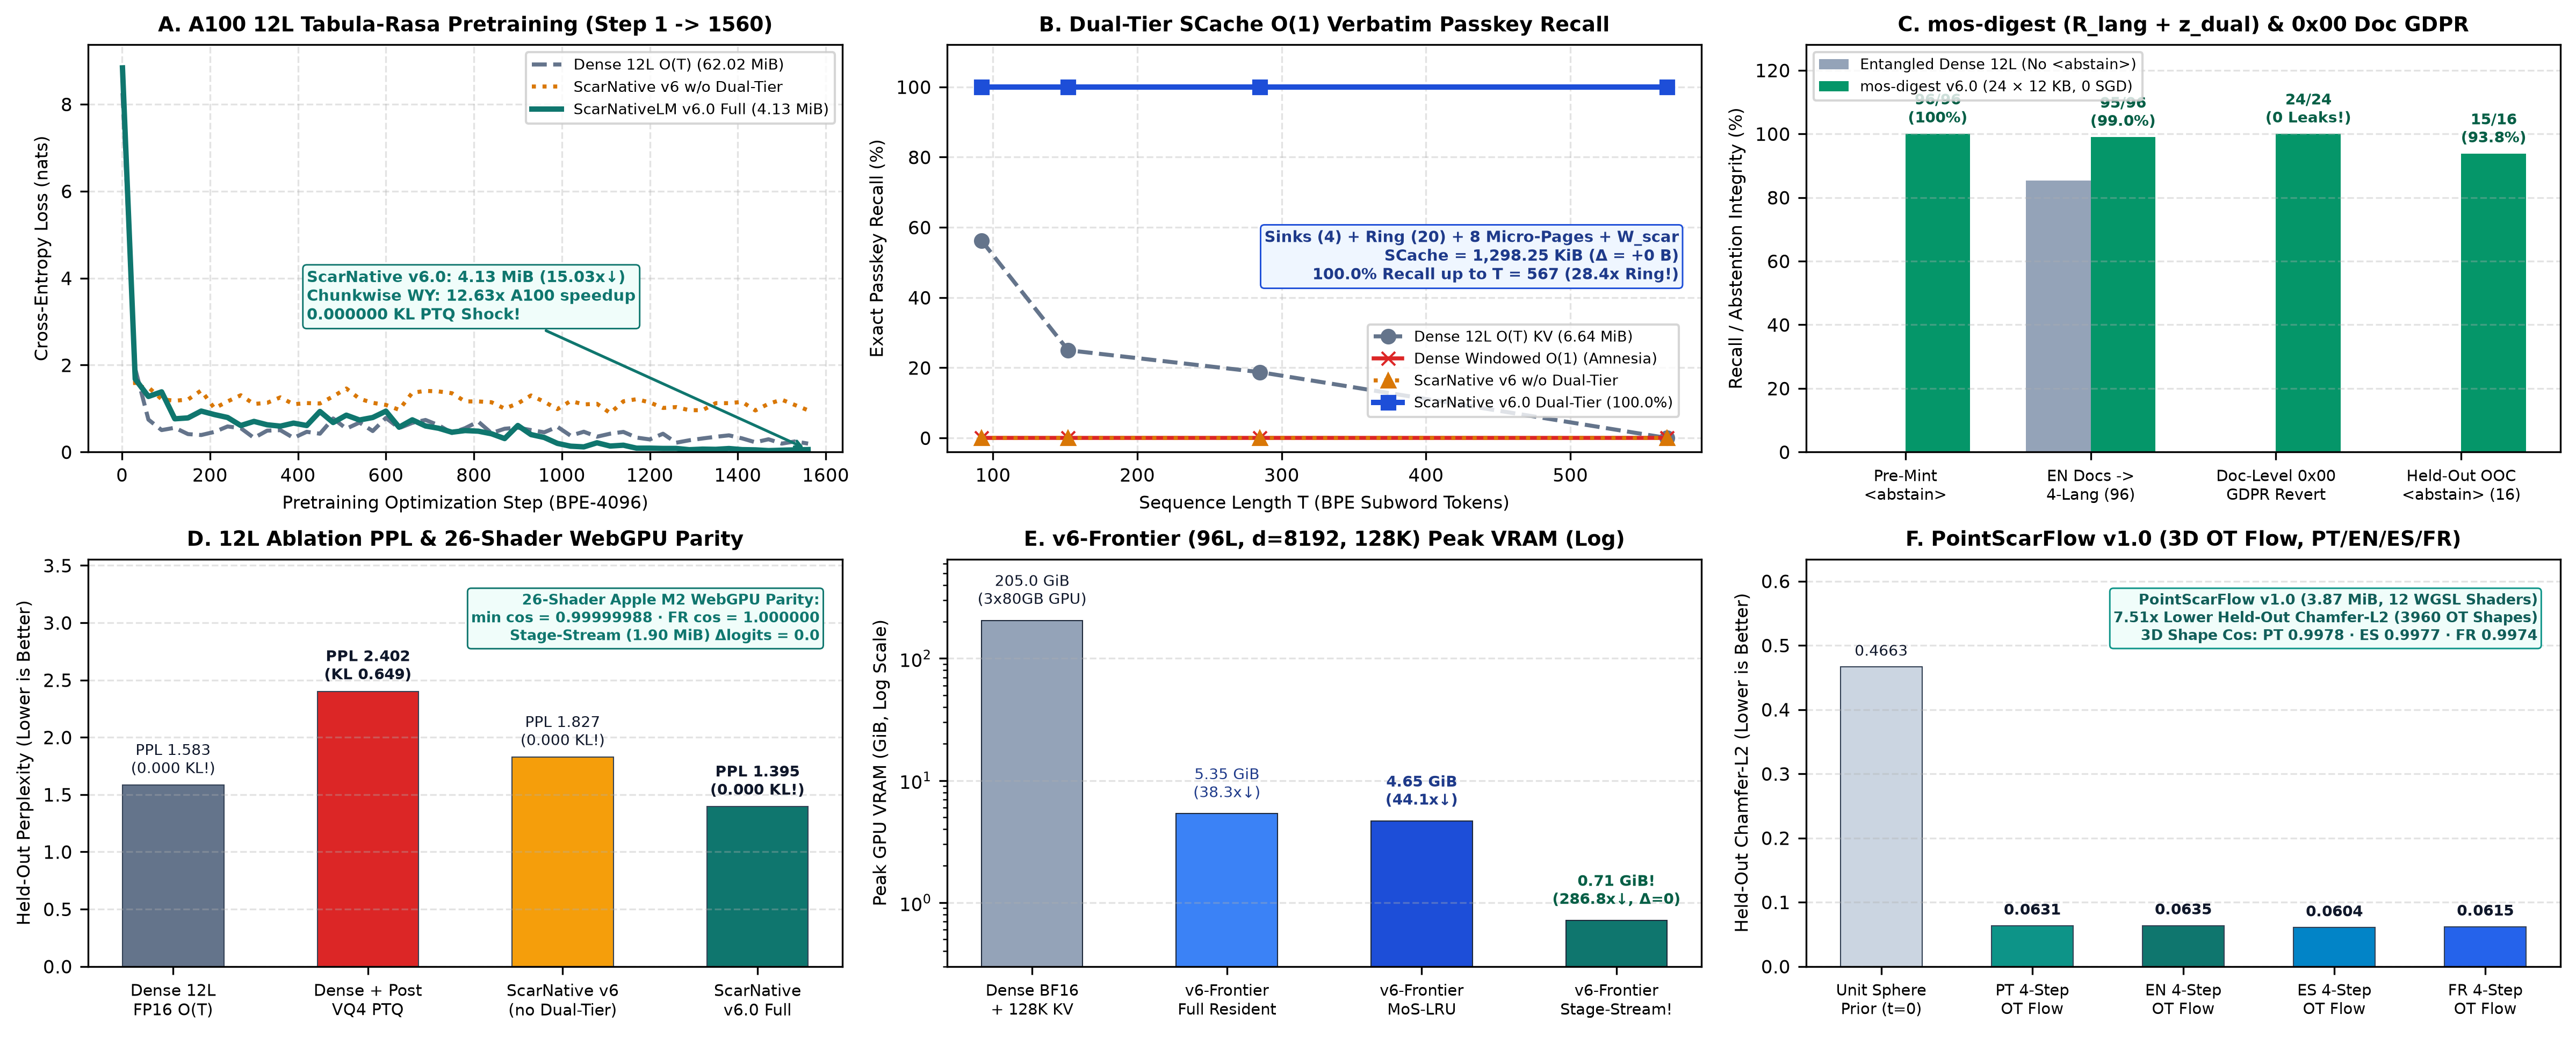 A. A100 12L Tabula-Rasa Pretraining (Step 1 -> 1560)
Cross-Entropy Loss (nats)
8
6
4
2
0
Dense 12L O(T) (62.02 MiB)
ScarNative v6 w/o Dual-Tier
ScarNativeLM v6.0 Full (4.13 MiB)
ScarNative v6.0: 4.13 MiB (15.03x↓)
Chunkwise WY: 12.63x A100 speedup
0.000000 KL PTQ Shock!
0 200 400 600 800 1000 1200 1400 1600
Pretraining Optimization Step (BPE-4096)
B. Dual-Tier SCache O(1) Verbatim Passkey Recall
Exact Passkey Recall (%)
100
80
60
40
20
0
Sinks (4) + Ring (20) + 8 Micro-Pages + W_scar
SCache = 1,298.25 KiB (Δ = +0 B)
100.0% Recall up to T = 567 (28.4x Ring!)
Dense 12L O(T) KV (6.64 MiB)
Dense Windowed O(1) (Amnesia)
ScarNative v6 w/o Dual-Tier
ScarNative v6.0 Dual-Tier (100.0%)
100 200 300 400 500
Sequence Length T (BPE Subword Tokens)
C. mos-digest (R_lang + z_dual) & 0x00 Doc GDPR
Recall / Abstention Integrity (%)
120
100
80
60
40
20
0
Entangled Dense 12L (No <abstain>)
mos-digest v6.0 (24 × 12 KB, 0 SGD)
96/96
(100%)
95/96
(99.0%)
24/24
(0 Leaks!)
15/16
(93.8%)
Pre-Mint
<abstain>
EN Docs ->
4-Lang (96)
Doc-Level 0x00
GDPR Revert
Held-Out OOC
<abstain> (16)
D. 12L Ablation PPL & 26-Shader WebGPU Parity
Held-Out Perplexity (Lower is Better)
3.5
3.0
2.5
2.0
1.5
1.0
0.5
0.0
26-Shader Apple M2 WebGPU Parity:
min cos = 0.99999988 · FR cos = 1.000000
Stage-Stream (1.90 MiB) Δlogits = 0.0
PPL 1.583
(0.000 KL!)
PPL 2.402
(KL 0.649)
PPL 1.827
(0.000 KL!)
PPL 1.395
(0.000 KL!)
Dense 12L
FP16 O(T)
Dense + Post
VQ4 PTQ
ScarNative v6
(no Dual-Tier)
ScarNative
v6.0 Full
E. v6-Frontier (96L, d=8192, 128K) Peak VRAM (Log)
Peak GPU VRAM (GiB, Log Scale)
10²
10¹
10⁰
205.0 GiB
(3x80GB GPU)
5.35 GiB
(38.3x↓)
4.65 GiB
(44.1x↓)
0.71 GiB!
(286.8x↓, Δ=0)
Dense BF16
+ 128K KV
v6-Frontier
Full Resident
v6-Frontier
MoS-LRU
v6-Frontier
Stage-Stream!
F. PointScarFlow v1.0 (3D OT Flow, PT/EN/ES/FR)
Held-Out Chamfer-L2 (Lower is Better)
0.6
0.5
0.4
0.3
0.2
0.1
0.0
PointScarFlow v1.0 (3.87 MiB, 12 WGSL Shaders)
7.51x Lower Held-Out Chamfer-L2 (3960 OT Shapes)
3D Shape Cos: PT 0.9978 · ES 0.9977 · FR 0.9974
0.4663
0.0631
0.0635
0.0604
0.0615
Unit Sphere
Prior (t=0)
PT 4-Step
OT Flow
EN 4-Step
OT Flow
ES 4-Step
OT Flow
FR 4-Step
OT Flow